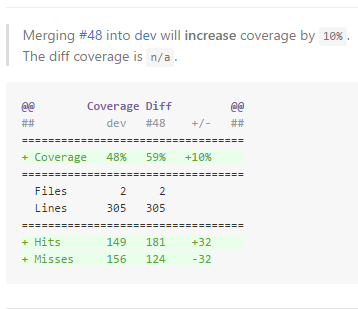 Merging #48 into dev will increase coverage by 10%.
The diff coverage is n/a.
@@ Coverage Diff @@
## dev #48 +/- ##
==================================
+ Coverage 48% 59% +10%
==================================
Files 2 2
Lines 305 305
==================================
+ Hits 149 181 +32
+ Misses 156 124 -32